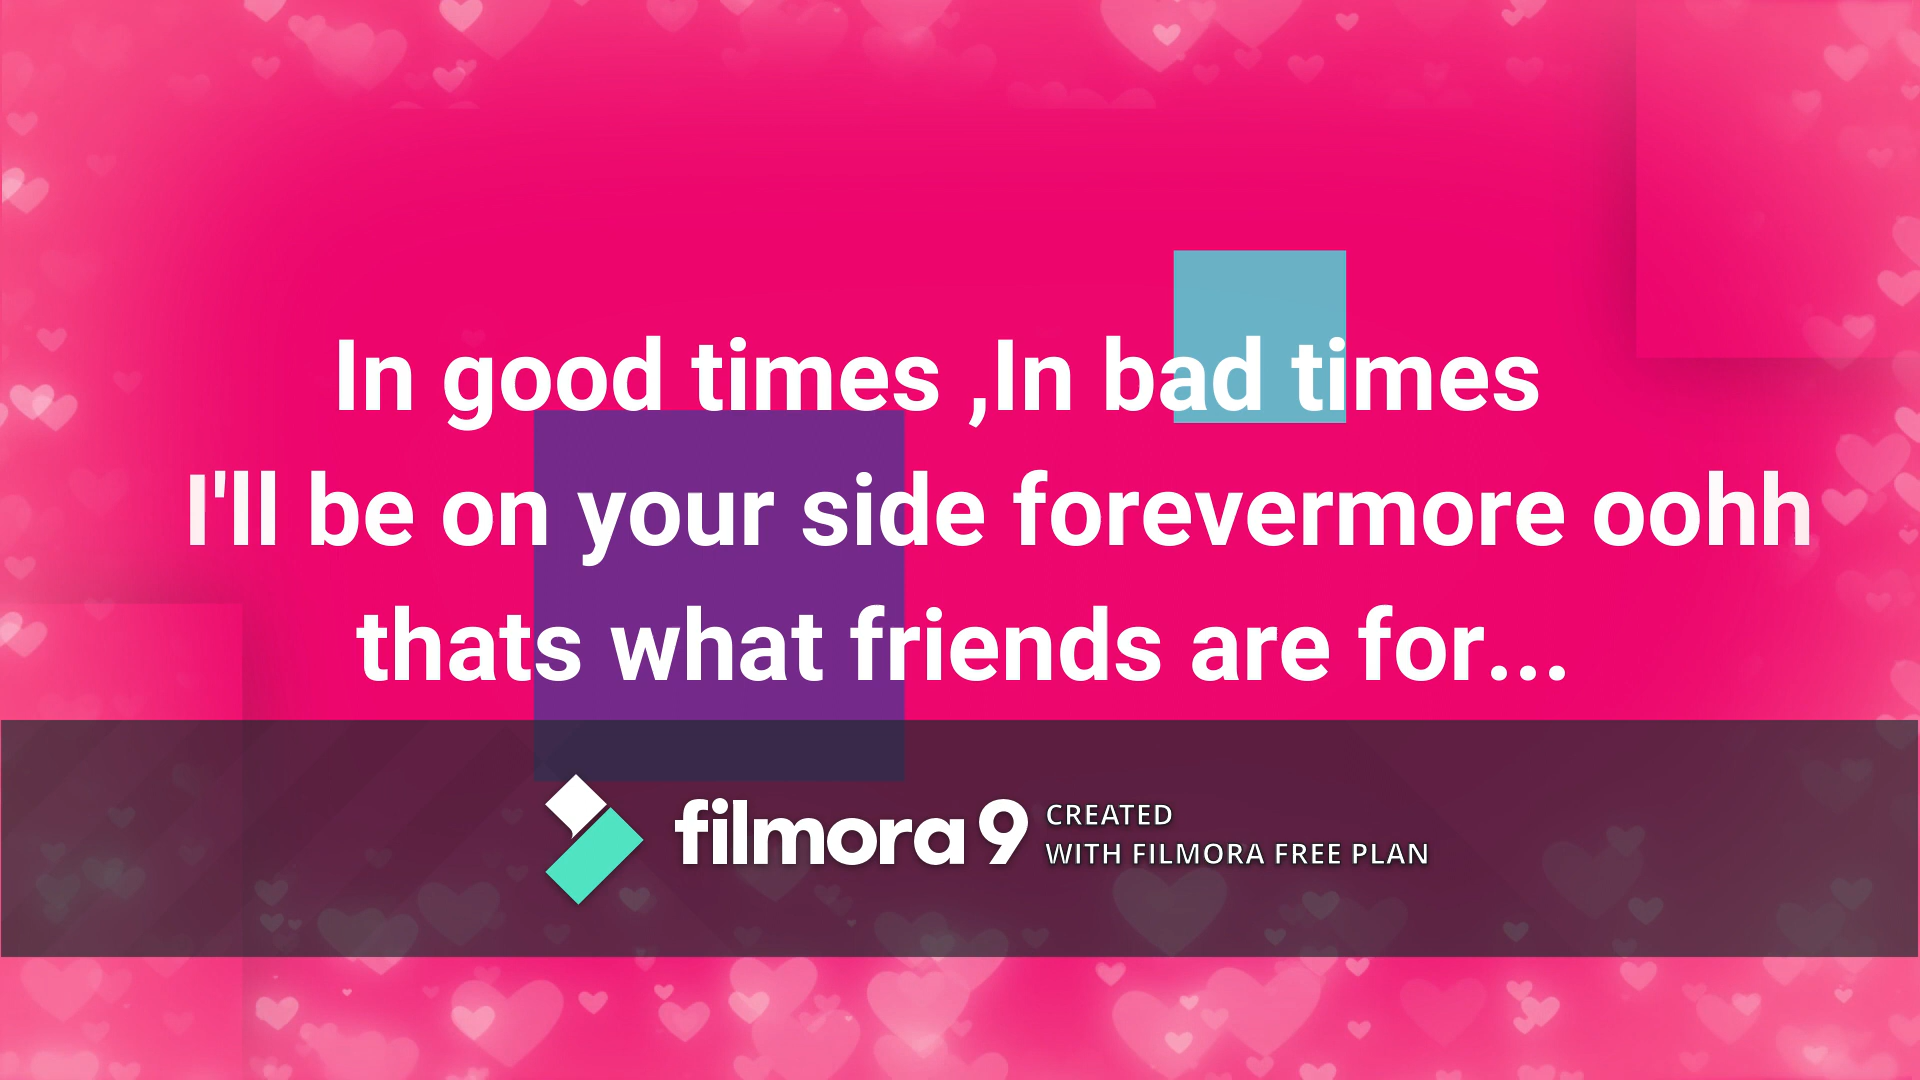 In good times ,In bad times
I'll be on your side forevermore oohh
thats what friends are for...
filmora 9 CREATED
WITH FILMORA FREE PLAN